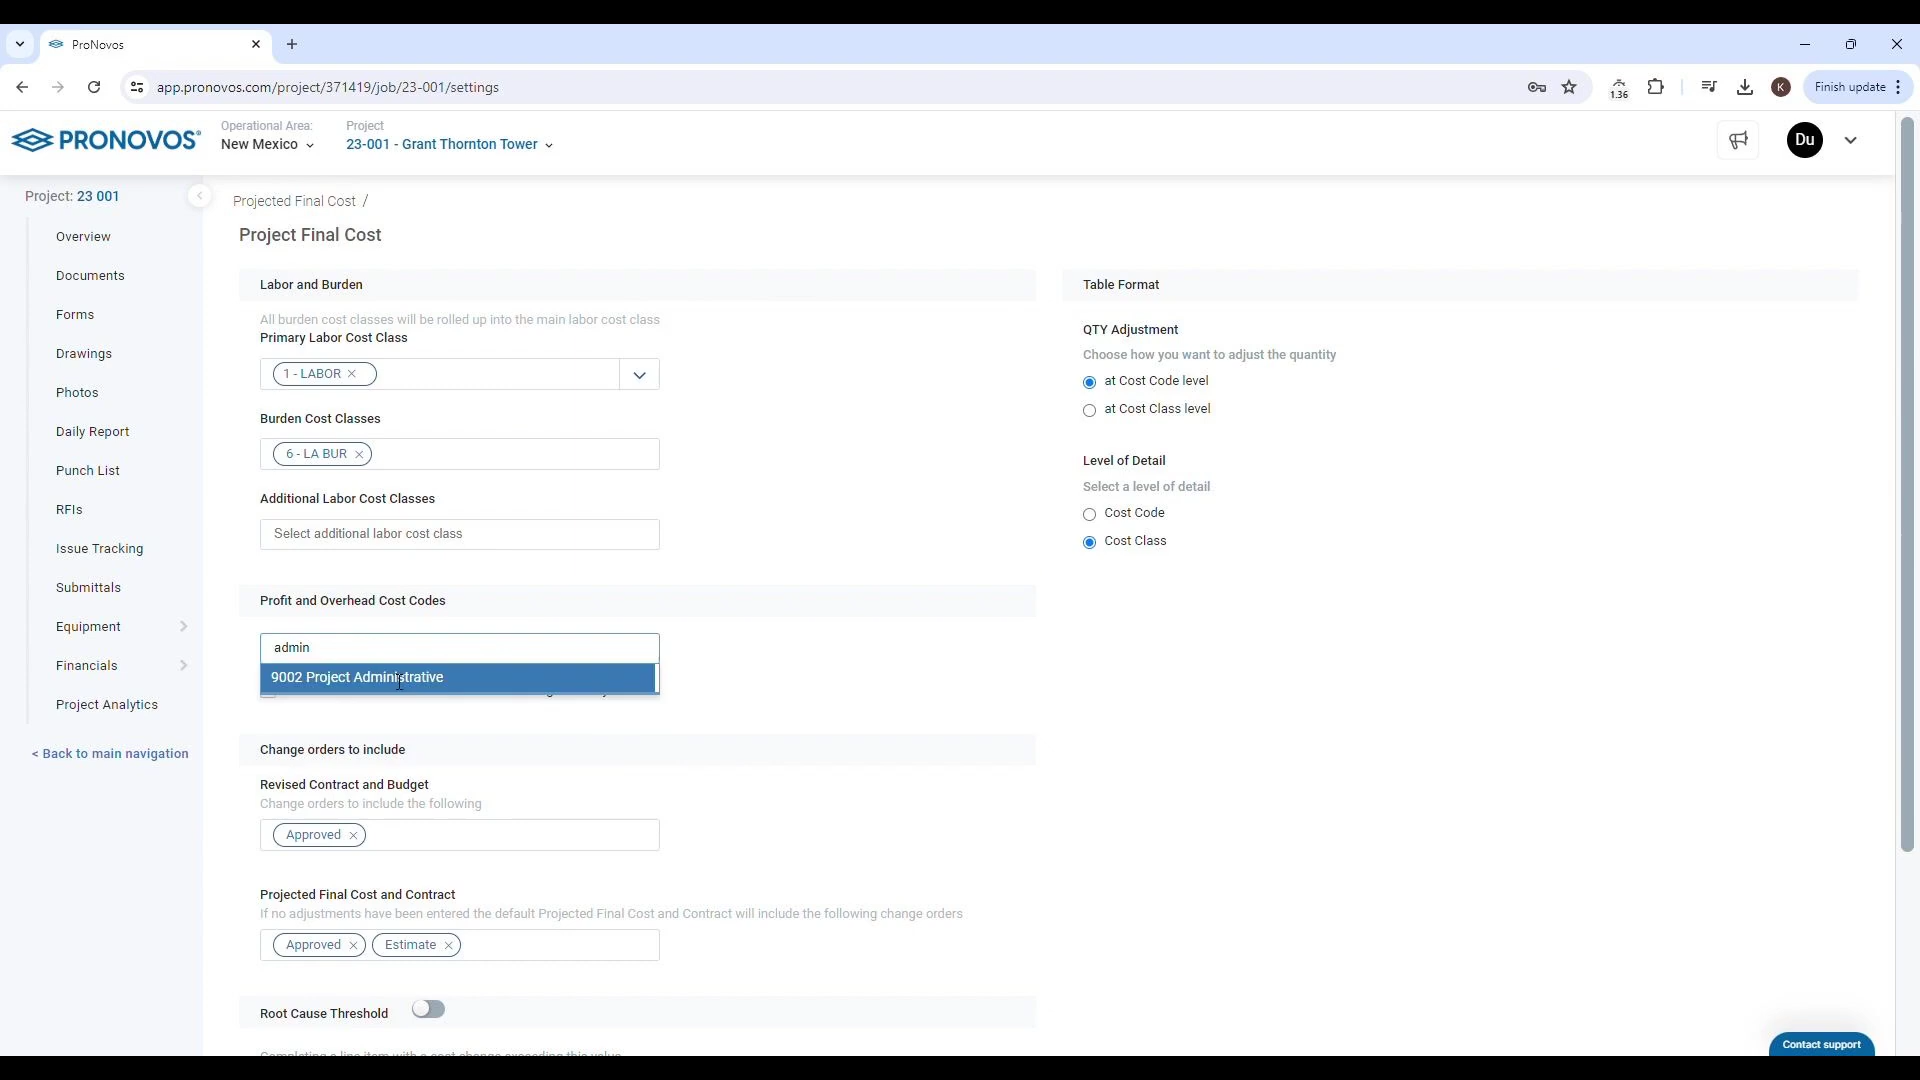 ProNovos
app.pronovos.com/project/371419/job/23-001/settings
1.36
K
Finish update
PRONOVOS
Operational Area:
New Mexico
Project
23-001 - Grant Thornton Tower
Du
Project: 23 001
Overview
Documents
Forms
Drawings
Photos
Daily Report
Punch List
RFIs
Issue Tracking
Submittals
Equipment
Financials
Project Analytics
< Back to main navigation
Projected Final Cost /
Project Final Cost
Labor and Burden
All burden cost classes will be rolled up into the main labor cost class
Primary Labor Cost Class
1 - LABOR
Burden Cost Classes
6 - LA BUR
Additional Labor Cost Classes
Select additional labor cost class
Profit and Overhead Cost Codes
admin
9002 Project Administrative
Change orders to include
Revised Contract and Budget
Change orders to include the following
Approved
Projected Final Cost and Contract
If no adjustments have been entered the default Projected Final Cost and Contract will include the following change orders
Approved
Estimate
Root Cause Threshold
Table Format
QTY Adjustment
Choose how you want to adjust the quantity
at Cost Code level
at Cost Class level
Level of Detail
Select a level of detail
Cost Code
Cost Class
Contact support